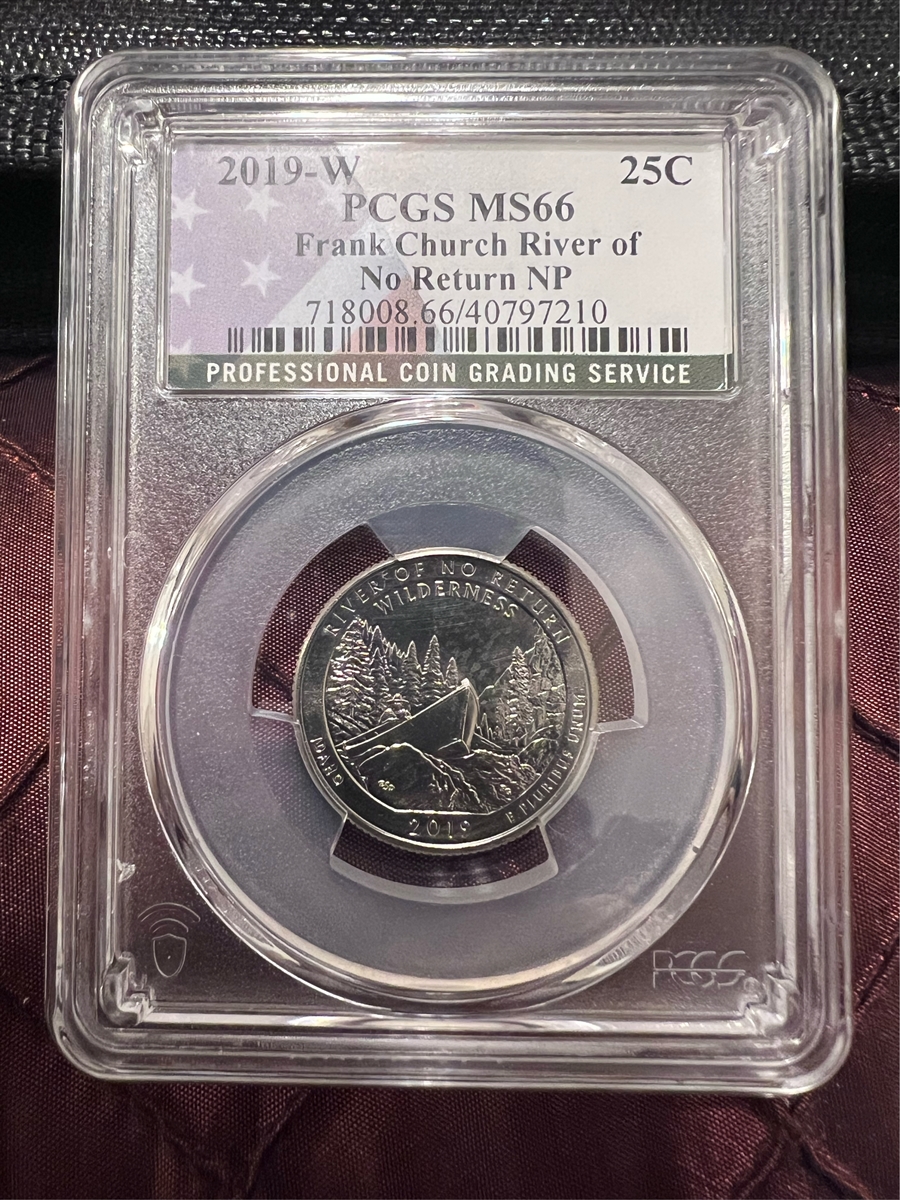 2019-W 25C
PCGS MS66
Frank Church River of
No Return NP
718008.66/40797210
PROFESSIONAL COIN GRADING SERVICE
RIVER OF NO RETURN
WILDERNESS
IDAHO
2019
E PLURIBUS UNUM
PCGS